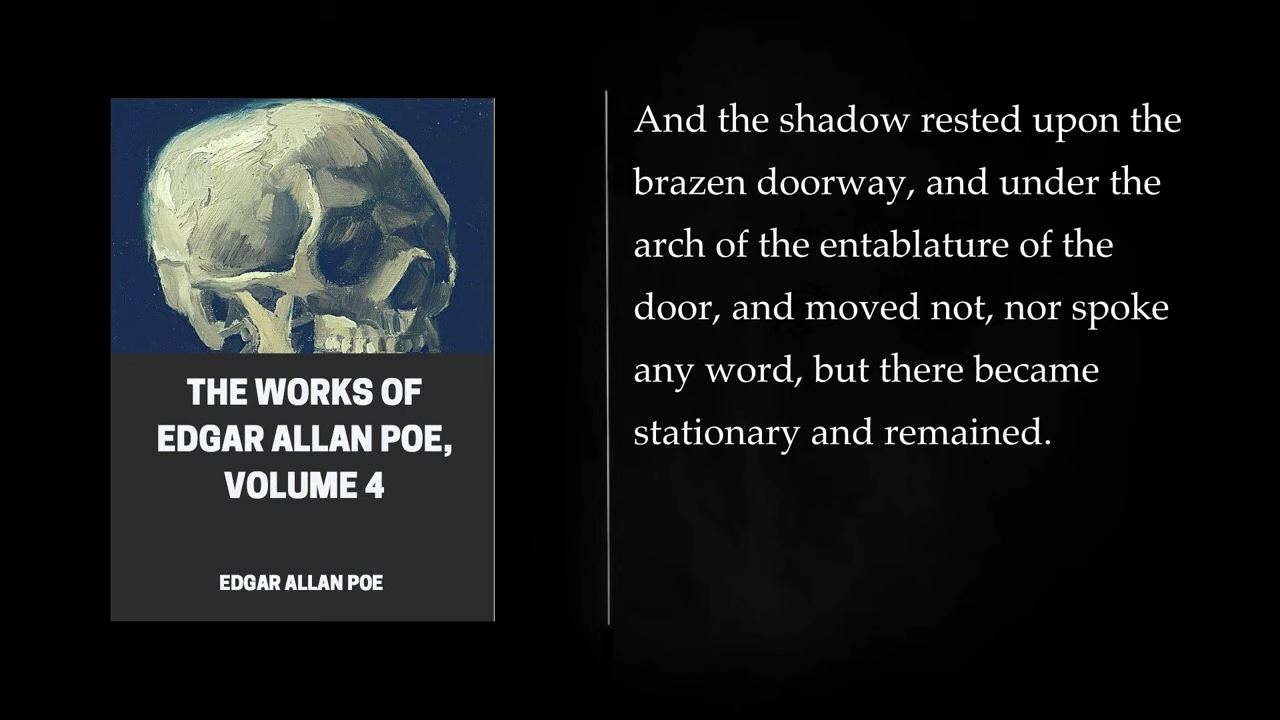 THE WORKS OF
EDGAR ALLAN POE,
VOLUME 4
EDGAR ALLAN POE
And the shadow rested upon the
brazen doorway, and under the
arch of the entablature of the
door, and moved not, nor spoke
any word, but there became
stationary and remained.